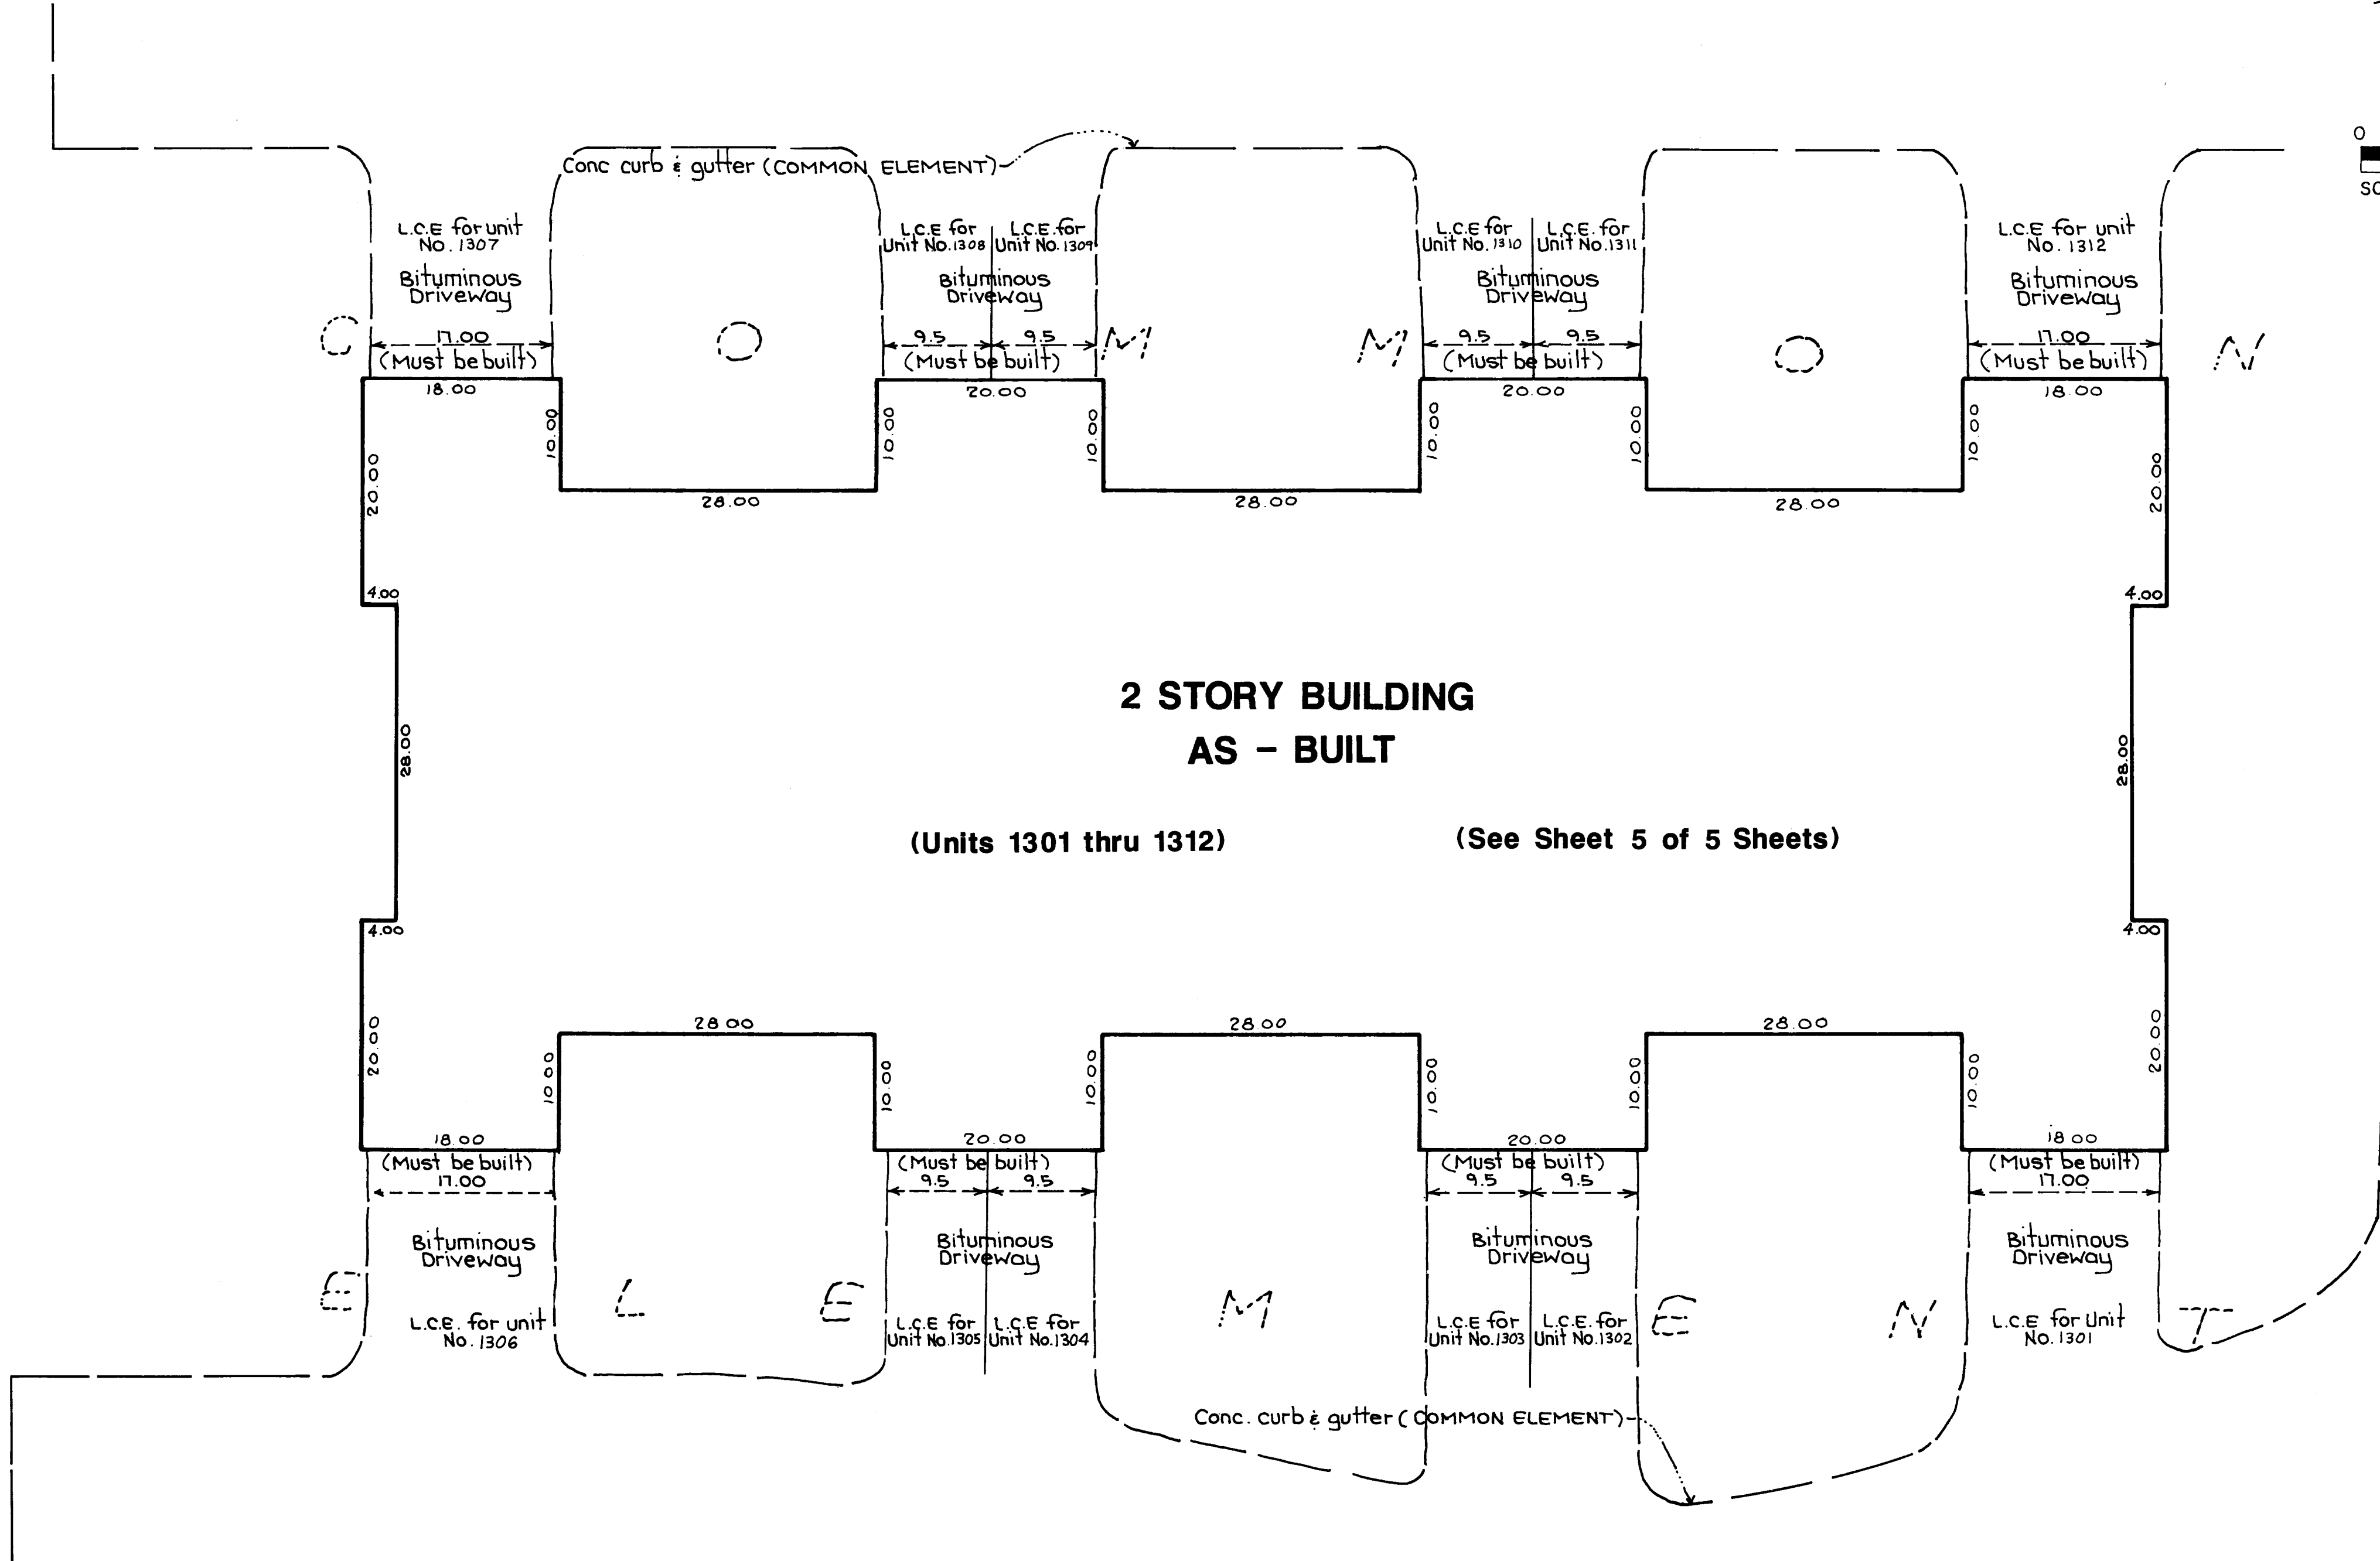 0
SC
Conc curb & gutter (COMMON ELEMENT)
L.C.E for unit
No. 1307
Bituminous
Driveway
17.00
(Must be built)
18.00
L.C.E for
Unit No. 1308
L.C.E. for
Unit No. 1309
Bituminous
Driveway
9.5
9.5
(Must be built)
20.00
L.C.E for
Unit No. 1310
L.C.E. for
Unit No. 1311
Bituminous
Driveway
9.5
9.5
(Must be built)
20.00
L.C.E for unit
No. 1312
Bituminous
Driveway
17.00
(Must be built)
18.00
C O M M O N
20.00
10.00
10.00
10.00
10.00
10.00
10.00
20.00
28.00
28.00
28.00
4.00
4.00
2 STORY BUILDING
AS - BUILT
28.00
28.00
(Units 1301 thru 1312)
(See Sheet 5 of 5 Sheets)
4.00
4.00
28.00
28.00
28.00
20.00
10.00
10.00
10.00
10.00
10.00
10.00
20.00
18.00
(Must be built)
17.00
Bituminous
Driveway
L.C.E. for unit
No. 1306
20.00
(Must be built)
9.5
9.5
Bituminous
Driveway
L.C.E for
Unit No. 1305
L.C.E for
Unit No. 1304
20.00
(Must be built)
9.5
9.5
Bituminous
Driveway
L.C.E for
Unit No. 1303
L.C.E. for
Unit No. 1302
18.00
(Must be built)
17.00
Bituminous
Driveway
L.C.E for Unit
No. 1301
E L E M E N T
Conc. curb & gutter (COMMON ELEMENT)